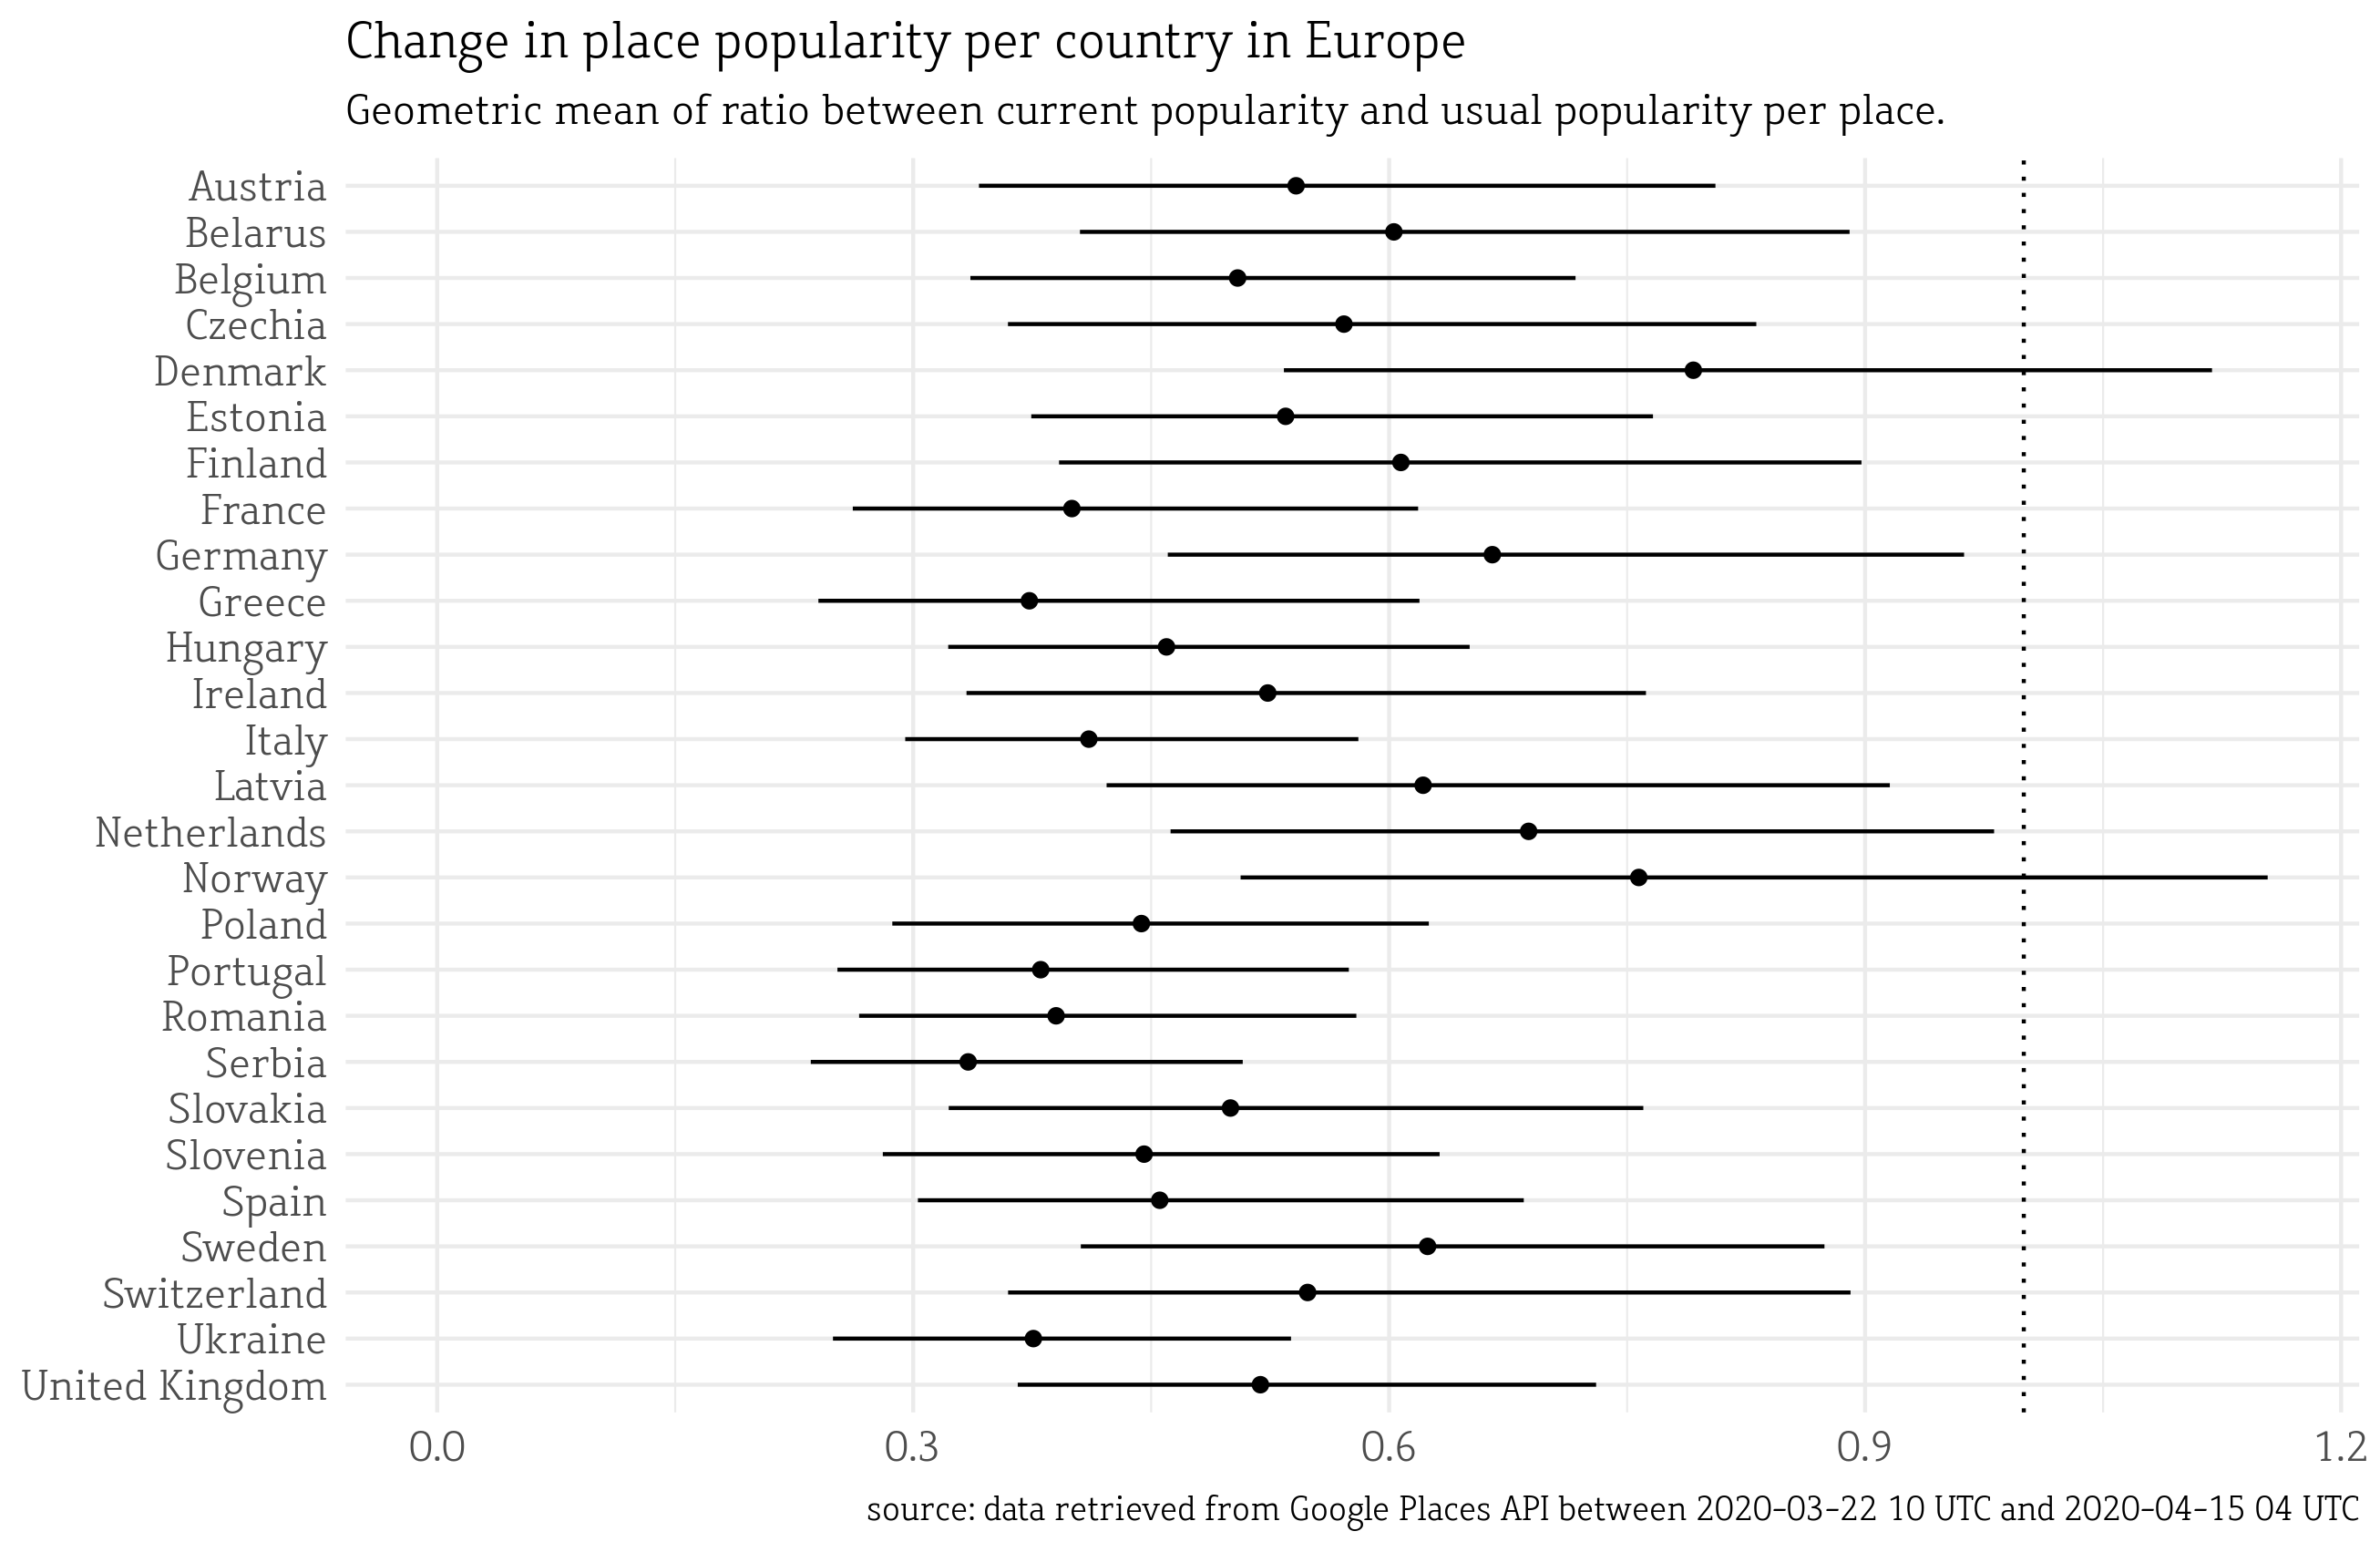 Change in place popularity per country in Europe
Geometric mean of ratio between current popularity and usual popularity per place.
Austria
Belarus
Belgium
Czechia
Denmark
Estonia
Finland
France
Germany
Greece
Hungary
Ireland
Italy
Latvia
Netherlands
Norway
Poland
Portugal
Romania
Serbia
Slovakia
Slovenia
Spain
Sweden
Switzerland
Ukraine
United Kingdom
0.0 0.3 0.6 0.9 1.2
source: data retrieved from Google Places API between 2020-03-22 10 UTC and 2020-04-15 04 UTC